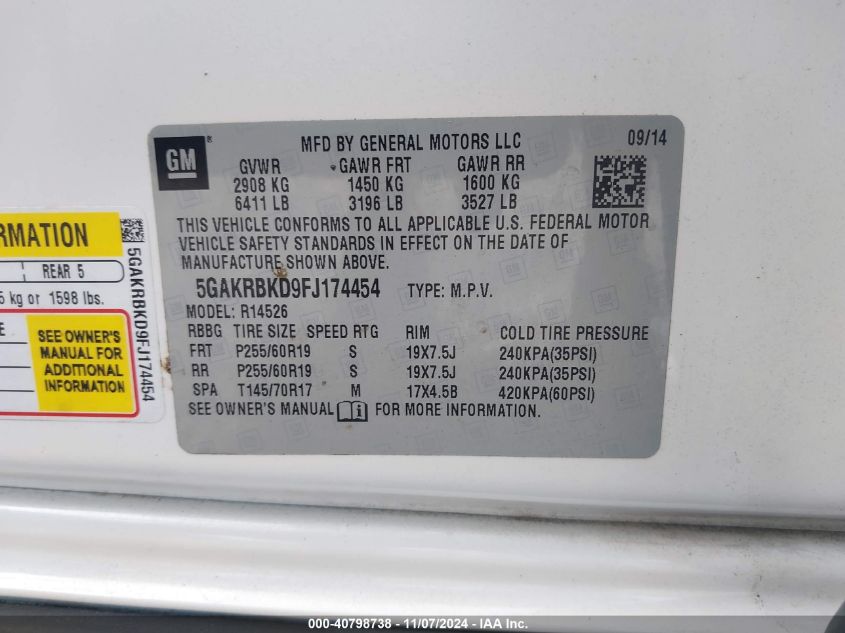 GM
®
MFD BY GENERAL MOTORS LLC 09/14
GVWR GAWR FRT GAWR RR
2908 KG 1450 KG 1600 KG
6411 LB 3196 LB 3527 LB
THIS VEHICLE CONFORMS TO ALL APPLICABLE U.S. FEDERAL MOTOR
VEHICLE SAFETY STANDARDS IN EFFECT ON THE DATE OF
MANUFACTURE SHOWN ABOVE.
5GAKRBKD9FJ174454 TYPE: M.P.V.
MODEL: R14526
RBBG TIRE SIZE SPEED RTG RIM COLD TIRE PRESSURE
FRT P255/60R19 S 19X7.5J 240KPA(35PSI)
RR P255/60R19 S 19X7.5J 240KPA(35PSI)
SPA T145/70R17 M 17X4.5B 420KPA(60PSI)
SEE OWNER'S MANUAL FOR MORE INFORMATION.
RMATION
REAR 5
5 kg or 1598 lbs.
E
SEE OWNER'S
MANUAL FOR
ADDITIONAL
INFORMATION
5GAKRBKD9FJ174454
000-40798738 - 11/07/2024 - IAA Inc.